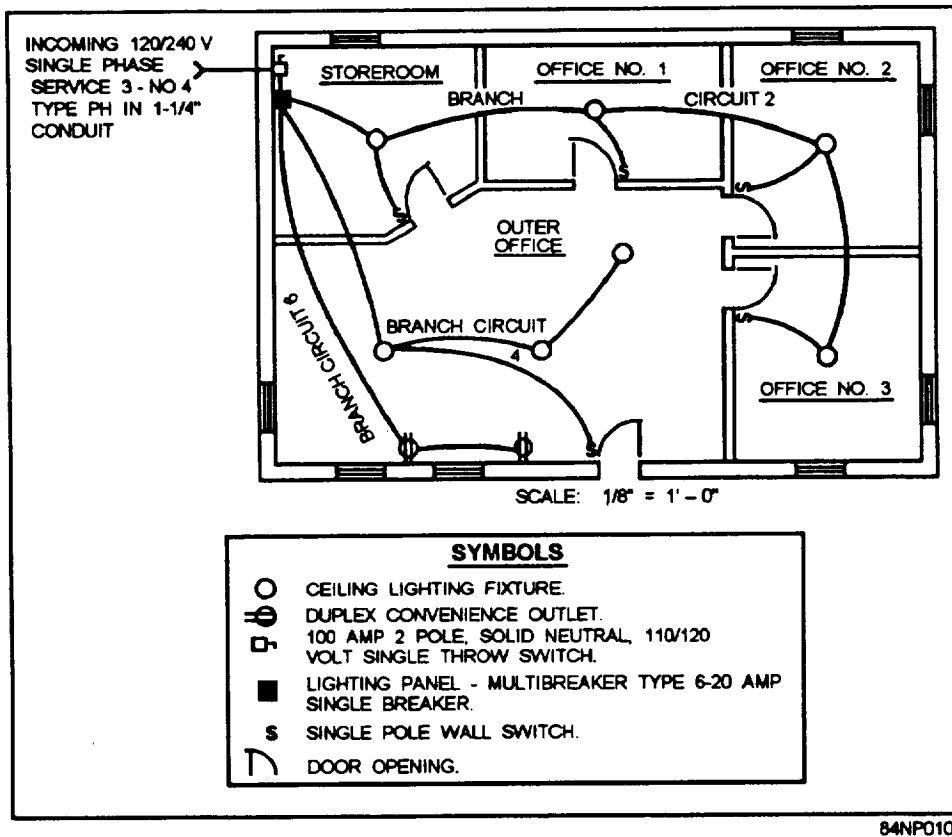 INCOMING 120/240 V
SINGLE PHASE
SERVICE 3 - NO 4
TYPE PH IN 1-1/4"
CONDUIT
STOREROOM
OFFICE NO. 1
OFFICE NO. 2
BRANCH
CIRCUIT 2
S
S
S
OUTER
OFFICE
BRANCH CIRCUIT 6
BRANCH CIRCUIT
4
S
OFFICE NO. 3
S
SCALE: 1/8" = 1' – 0"
SYMBOLS
CEILING LIGHTING FIXTURE.
DUPLEX CONVENIENCE OUTLET.
100 AMP 2 POLE, SOLID NEUTRAL, 110/120
VOLT SINGLE THROW SWITCH.
LIGHTING PANEL - MULTIBREAKER TYPE 6-20 AMP
SINGLE BREAKER.
S SINGLE POLE WALL SWITCH.
DOOR OPENING.
84NP010